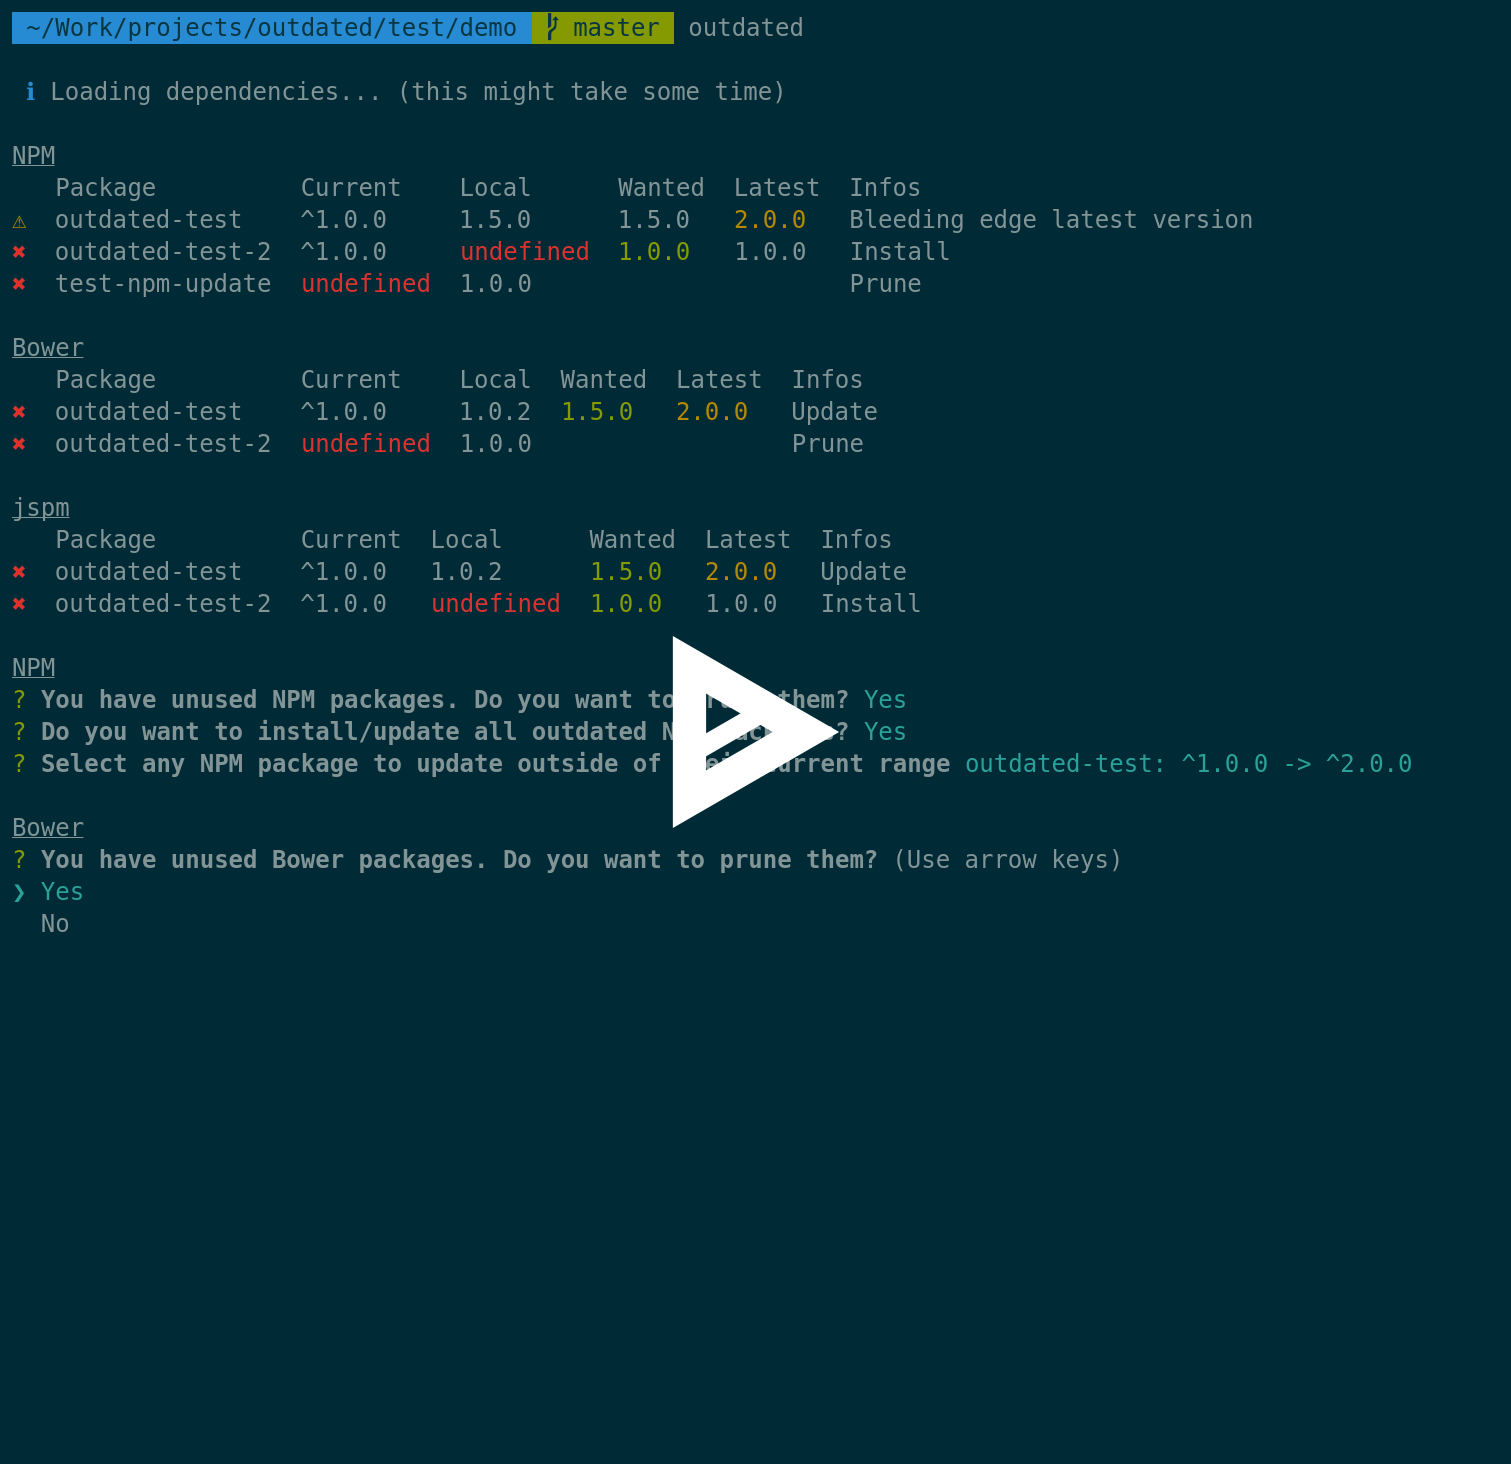 ~/Work/projects/outdated/test/demo master outdated
ℹ Loading dependencies... (this might take some time)
NPM
Package Current Local Wanted Latest Infos
⚠ outdated-test ^1.0.0 1.5.0 1.5.0 2.0.0 Bleeding edge latest version
✖ outdated-test-2 ^1.0.0 undefined 1.0.0 1.0.0 Install
✖ test-npm-update undefined 1.0.0 Prune
Bower
Package Current Local Wanted Latest Infos
✖ outdated-test ^1.0.0 1.0.2 1.5.0 2.0.0 Update
✖ outdated-test-2 undefined 1.0.0 Prune
jspm
Package Current Local Wanted Latest Infos
✖ outdated-test ^1.0.0 1.0.2 1.5.0 2.0.0 Update
✖ outdated-test-2 ^1.0.0 undefined 1.0.0 1.0.0 Install
NPM
? You have unused NPM packages. Do you want to them? Yes
? Do you want to install/update all outdated Yes
? Select any NPM package to update outside of current range outdated-test: ^1.0.0 -> ^2.0.0
Bower
? You have unused Bower packages. Do you want to prune them? (Use arrow keys)
❯ Yes
No